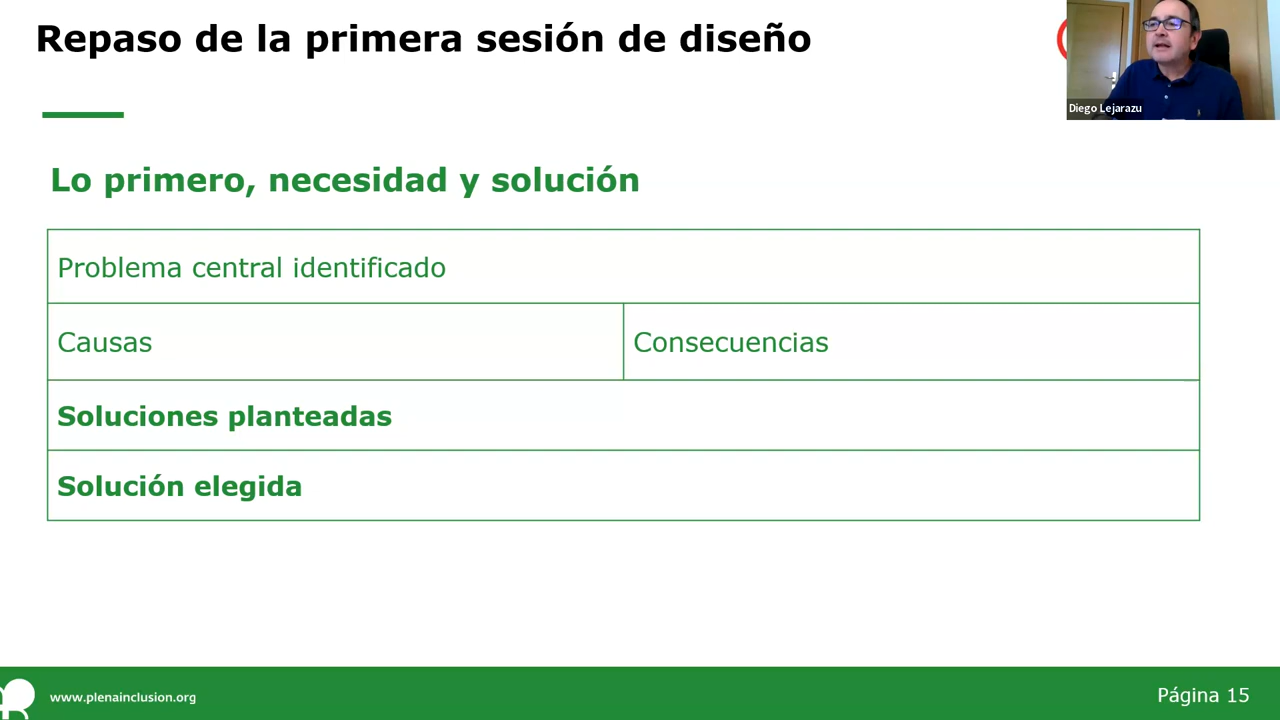 Repaso de la primera sesión de diseño
Diego Lejarazu
Lo primero, necesidad y solución
Problema central identificado
Causas
Consecuencias
Soluciones planteadas
Solución elegida
www.plenainclusion.org
Página 15